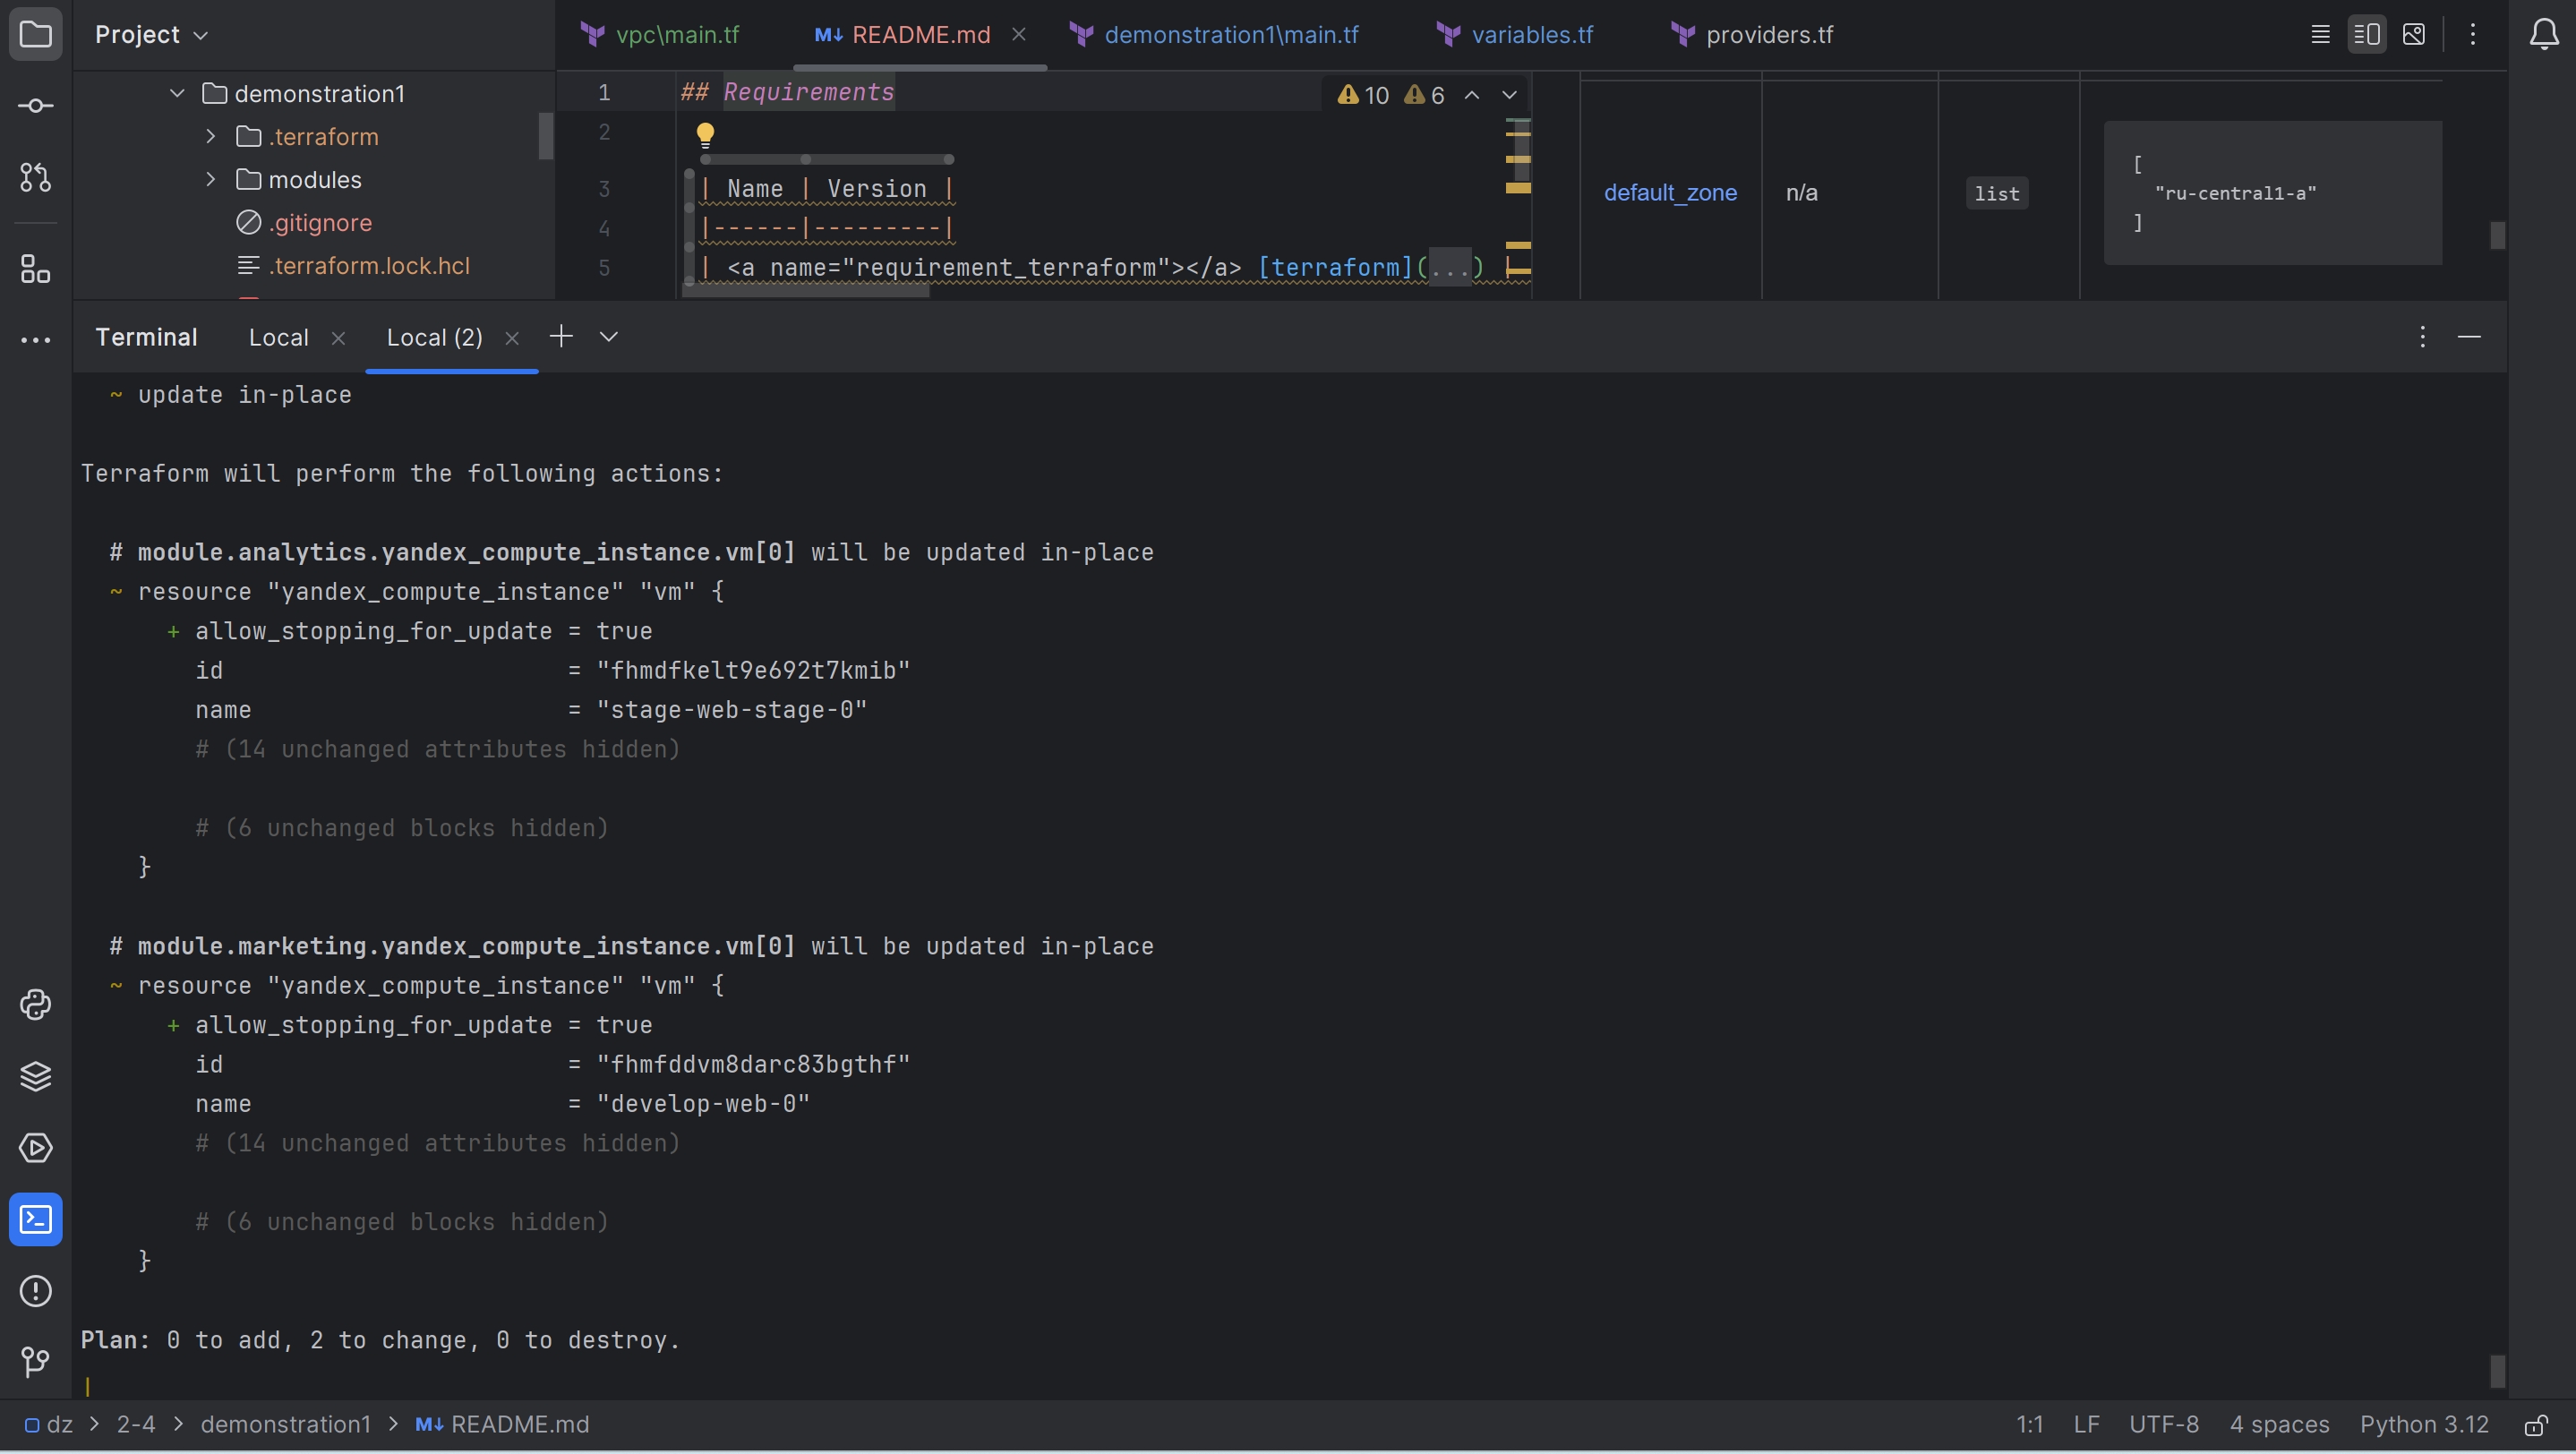 Project
vpc\main.tf
README.md
demonstration1\main.tf
variables.tf
providers.tf
demonstration1
.terraform
modules
.gitignore
.terraform.lock.hcl
1 ## Requirements
10 6
2
3 | Name | Version |
4 |------|---------|
5 | <a name="requirement_terraform"></a> [terraform](...) |
default_zone n/a list
[
"ru-central1-a"
]
Terminal Local Local (2)
~ update in-place
Terraform will perform the following actions:
# module.analytics.yandex_compute_instance.vm[0] will be updated in-place
~ resource "yandex_compute_instance" "vm" {
+ allow_stopping_for_update = true
id = "fhmdfkelt9e692t7kmib"
name = "stage-web-stage-0"
# (14 unchanged attributes hidden)
# (6 unchanged blocks hidden)
}
# module.marketing.yandex_compute_instance.vm[0] will be updated in-place
~ resource "yandex_compute_instance" "vm" {
+ allow_stopping_for_update = true
id = "fhmfddvm8darc83bgthf"
name = "develop-web-0"
# (14 unchanged attributes hidden)
# (6 unchanged blocks hidden)
}
Plan: 0 to add, 2 to change, 0 to destroy.
dz > 2-4 > demonstration1 > M↓ README.md
1:1 LF UTF-8 4 spaces Python 3.12